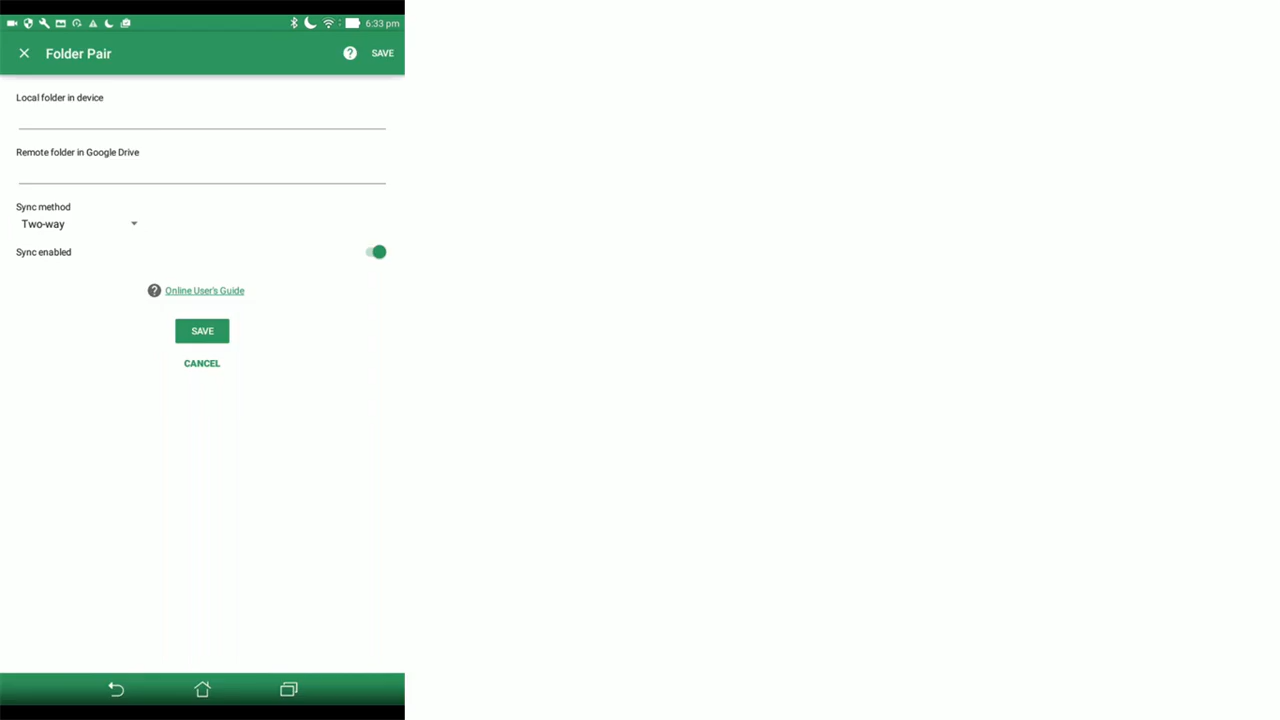 6:33 pm
Folder Pair
SAVE
Local folder in device
Remote folder in Google Drive
Sync method
Two-way
Sync enabled
Online User's Guide
SAVE
CANCEL